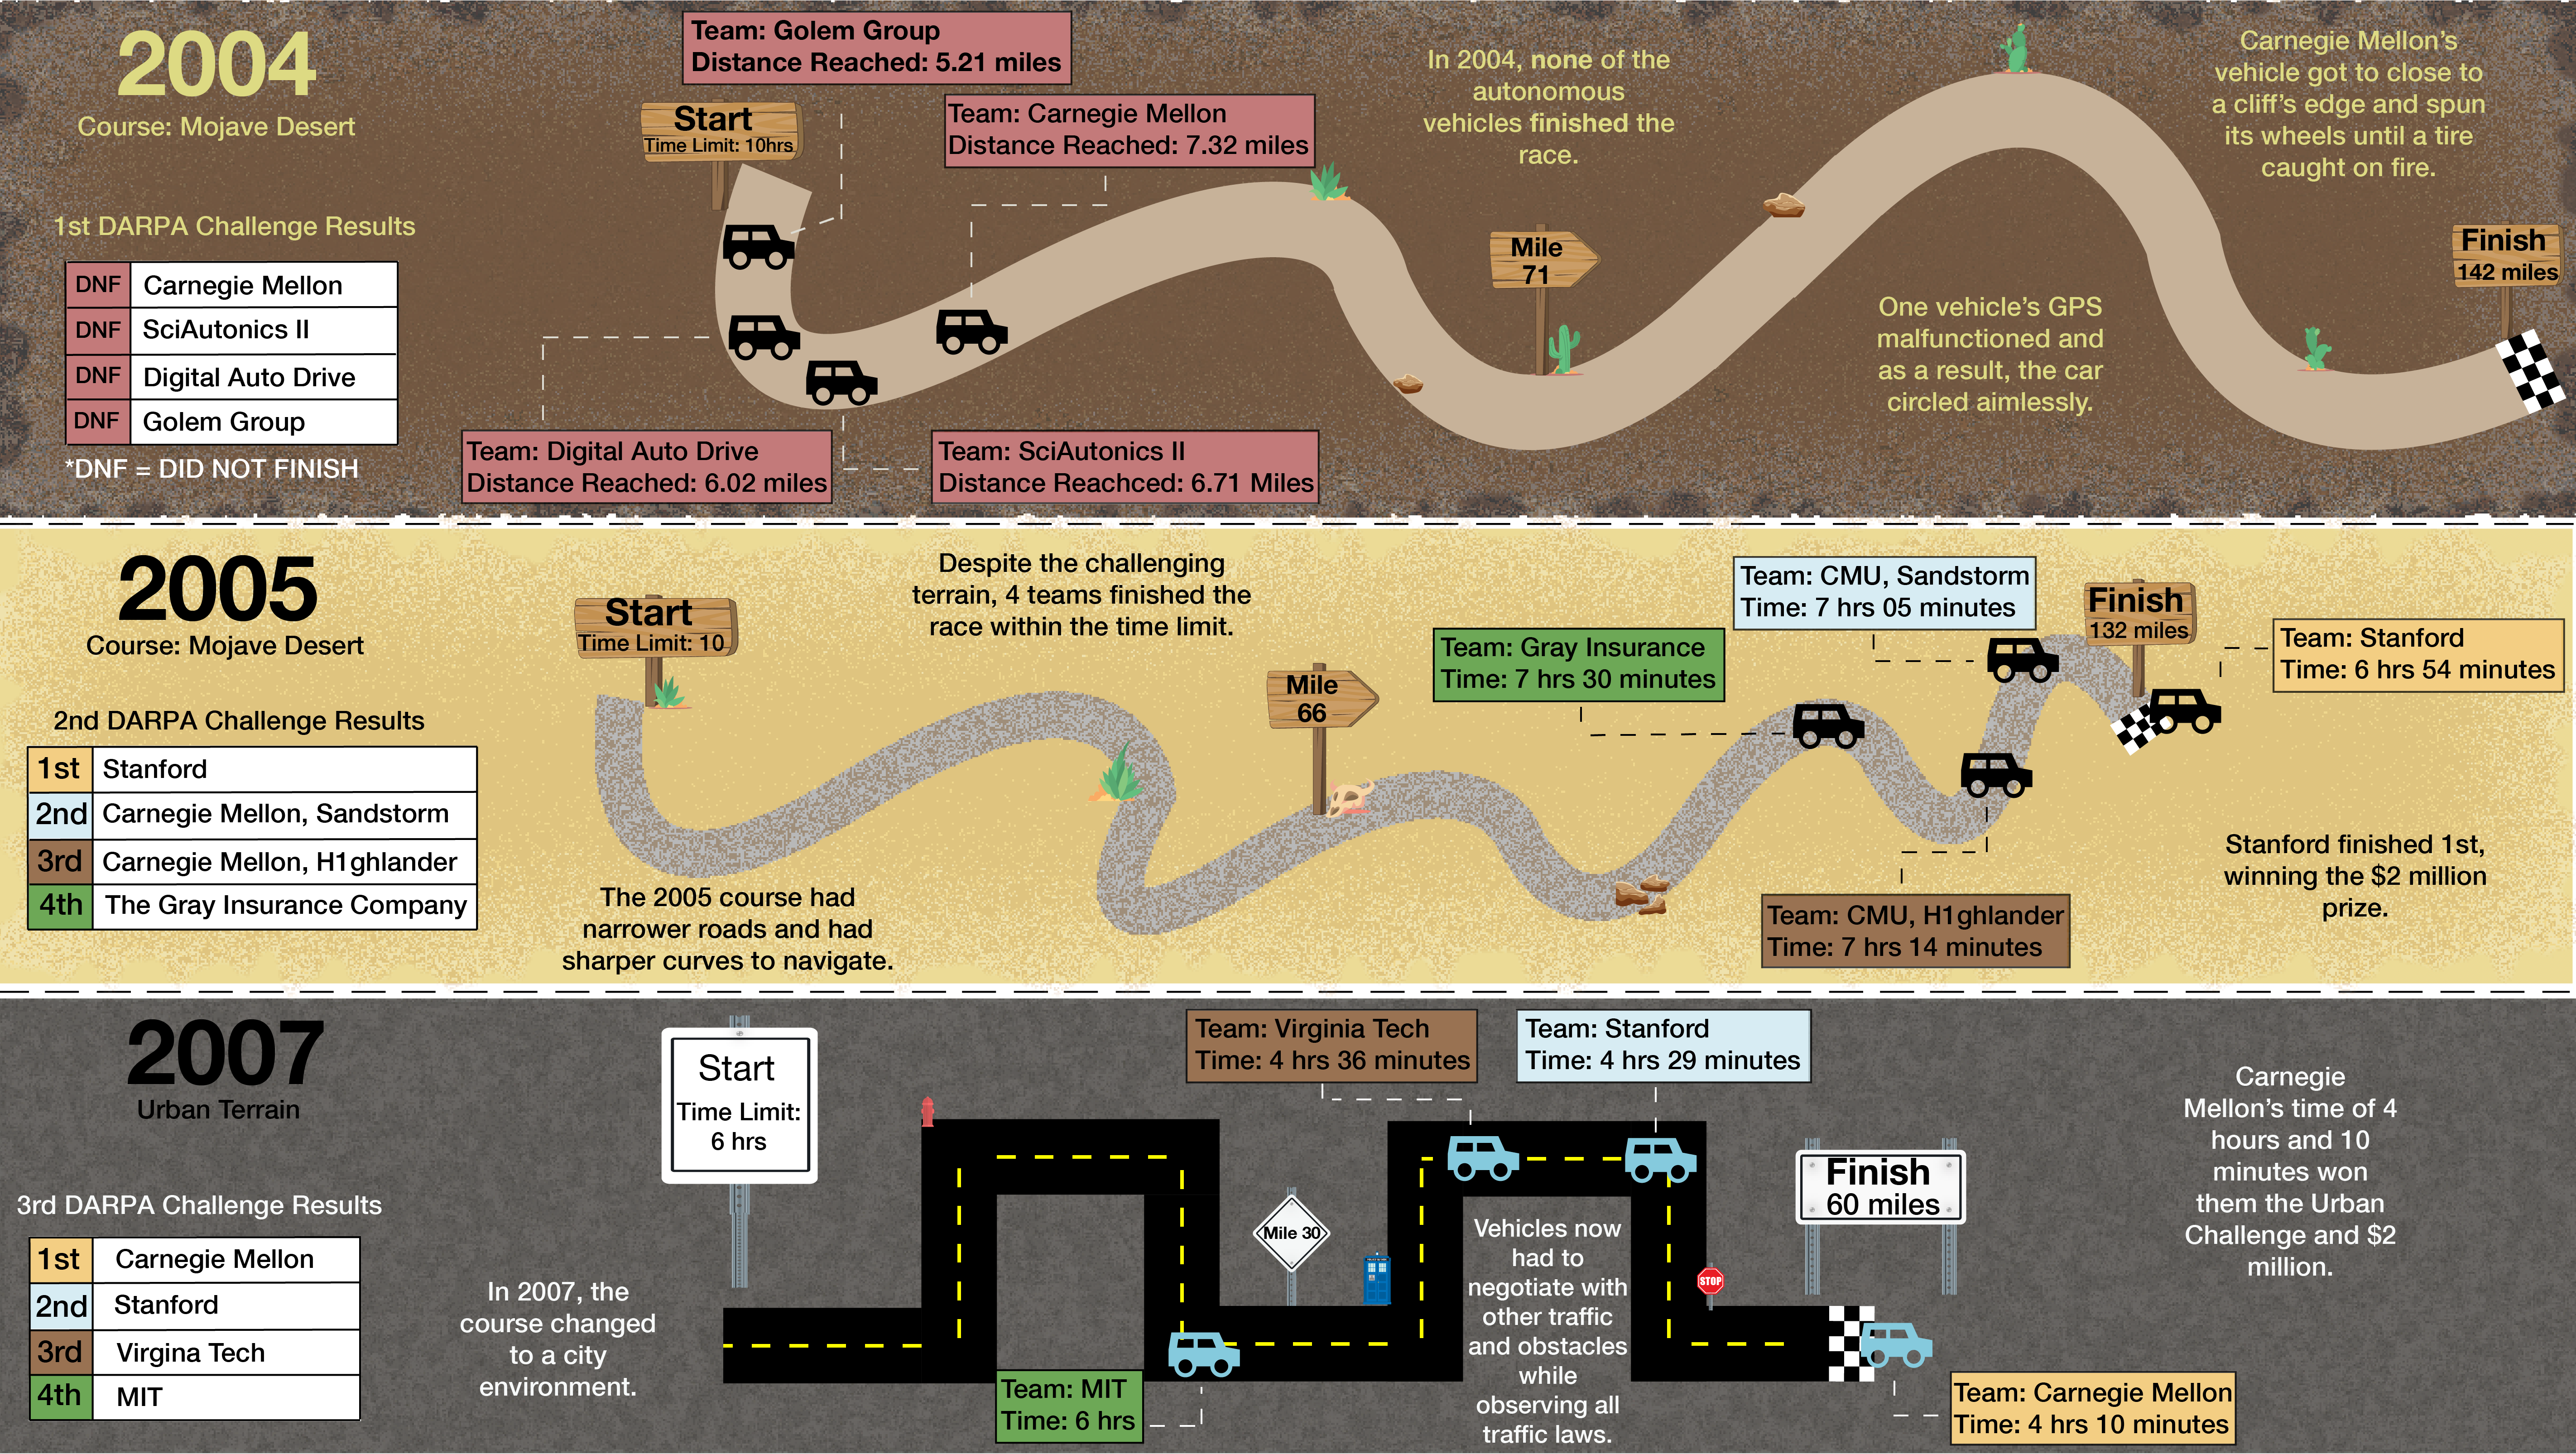 2004
Course: Mojave Desert
1st DARPA Challenge Results
DNF Carnegie Mellon
DNF SciAutonics II
DNF Digital Auto Drive
DNF Golem Group
*DNF = DID NOT FINISH
Team: Golem Group
Distance Reached: 5.21 miles
Start
Time Limit: 10hrs
Team: Carnegie Mellon
Distance Reached: 7.32 miles
Team: Digital Auto Drive
Distance Reached: 6.02 miles
Team: SciAutonics II
Distance Reachced: 6.71 Miles
In 2004, none of the
autonomous
vehicles finished the
race.
Mile
71
One vehicle's GPS
malfunctioned and
as a result, the car
circled aimlessly.
Carnegie Mellon's
vehicle got to close to
a cliff's edge and spun
its wheels until a tire
caught on fire.
Finish
142 miles
2005
Course: Mojave Desert
2nd DARPA Challenge Results
1st Stanford
2nd Carnegie Mellon, Sandstorm
3rd Carnegie Mellon, H1ghlander
4th The Gray Insurance Company
Start
Time Limit: 10
The 2005 course had
narrower roads and had
sharper curves to navigate.
Despite the challenging
terrain, 4 teams finished the
race within the time limit.
Mile
66
Team: Gray Insurance
Time: 7 hrs 30 minutes
Team: CMU, Sandstorm
Time: 7 hrs 05 minutes
Team: CMU, H1ghlander
Time: 7 hrs 14 minutes
Finish
132 miles
Team: Stanford
Time: 6 hrs 54 minutes
Stanford finished 1st,
winning the $2 million
prize.
2007
Urban Terrain
3rd DARPA Challenge Results
1st Carnegie Mellon
2nd Stanford
3rd Virgina Tech
4th MIT
In 2007, the
course changed
to a city
environment.
Start
Time Limit:
6 hrs
Team: MIT
Time: 6 hrs
Team: Virginia Tech
Time: 4 hrs 36 minutes
Team: Stanford
Time: 4 hrs 29 minutes
Mile 30
Vehicles now
had to
negotiate with
other traffic
and obstacles
while
observing all
traffic laws.
STOP
Finish
60 miles
Team: Carnegie Mellon
Time: 4 hrs 10 minutes
Carnegie
Mellon's time of 4
hours and 10
minutes won
them the Urban
Challenge and $2
million.